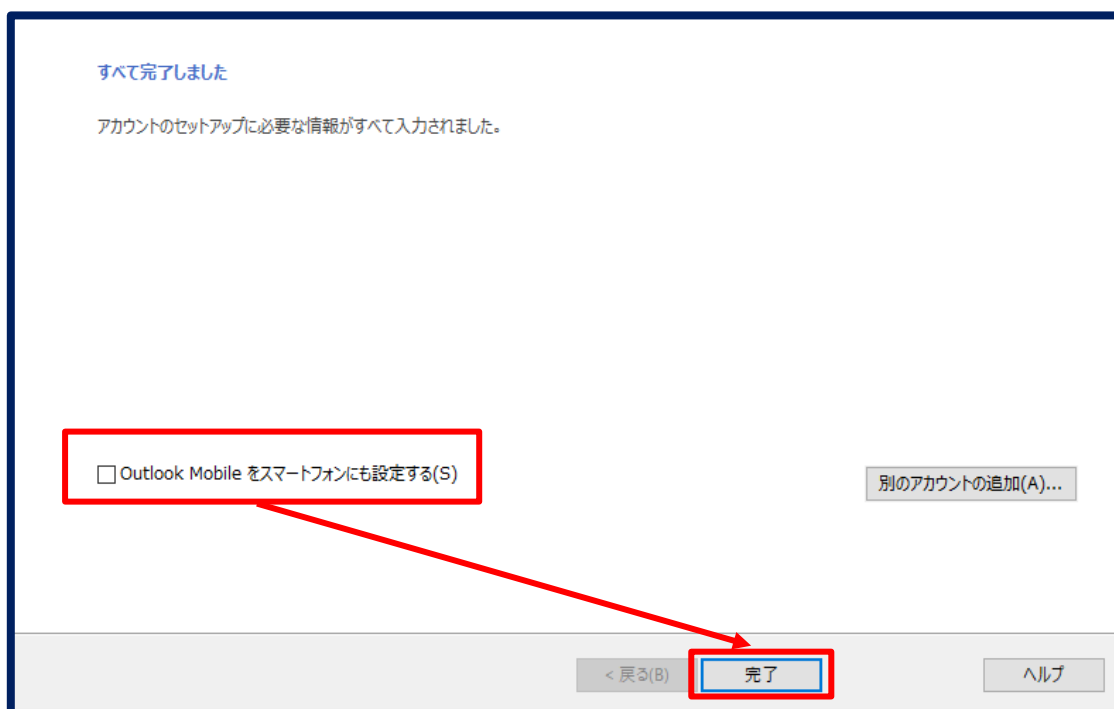 すべて完了しました
アカウントのセットアップに必要な情報がすべて入力されました。
Outlook Mobile をスマートフォンにも設定する(S)
別のアカウントの追加(A)...
< 戻る(B)
完了
ヘルプ